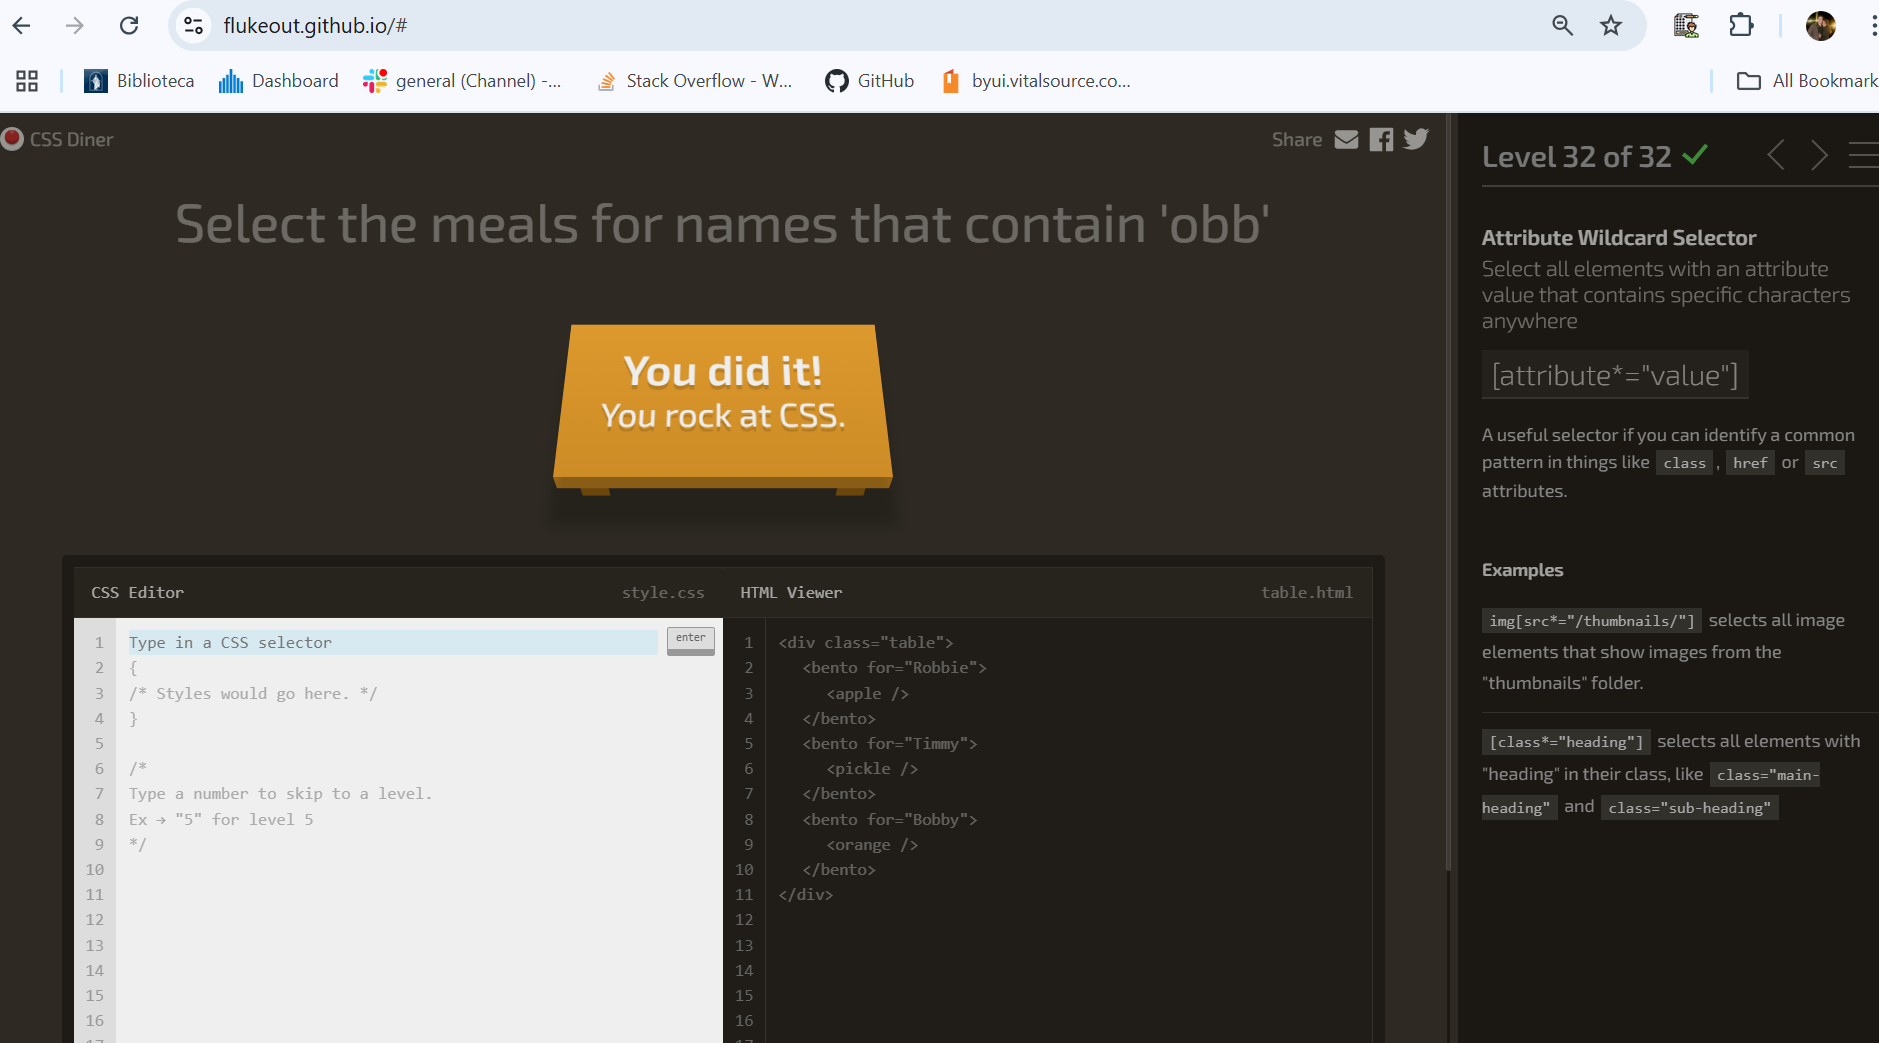 flukeout.github.io/#
Biblioteca
Dashboard
general (Channel) -...
Stack Overflow - W...
GitHub
byui.vitalsource.co...
All Bookmark
CSS Diner
Share
Select the meals for names that contain 'obb'
You did it!
You rock at CSS.
CSS Editor
style.css
1 Type in a CSS selector
enter
2 {
3 /* Styles would go here. */
4 }
5
6 /*
7 Type a number to skip to a level.
8 Ex → "5" for level 5
9 */
10
11
12
13
14
15
16
HTML Viewer
table.html
1 <div class="table">
2 <bento for="Robbie">
3 <apple />
4 </bento>
5 <bento for="Timmy">
6 <pickle />
7 </bento>
8 <bento for="Bobby">
9 <orange />
10 </bento>
11 </div>
12
13
14
15
16
Level 32 of 32
Attribute Wildcard Selector
Select all elements with an attribute
value that contains specific characters
anywhere
[attribute*="value"]
A useful selector if you can identify a common
pattern in things like class , href or src
attributes.
Examples
img[src*="/thumbnails/"] selects all image
elements that show images from the
"thumbnails" folder.
[class*="heading"] selects all elements with
"heading" in their class, like class="main-
heading" and class="sub-heading"